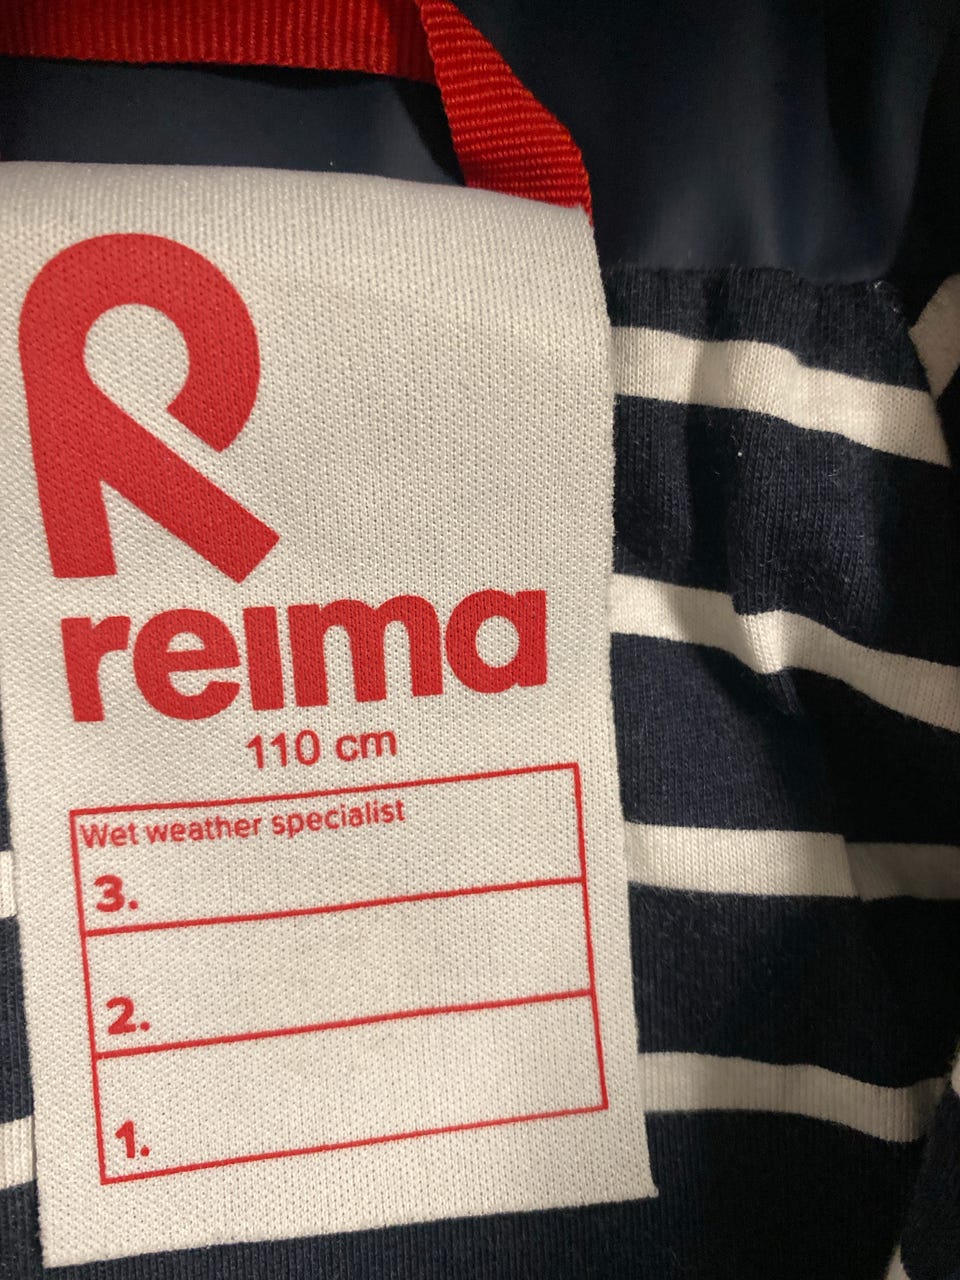 reima
110 cm
Wet weather specialist
3.
2.
1.